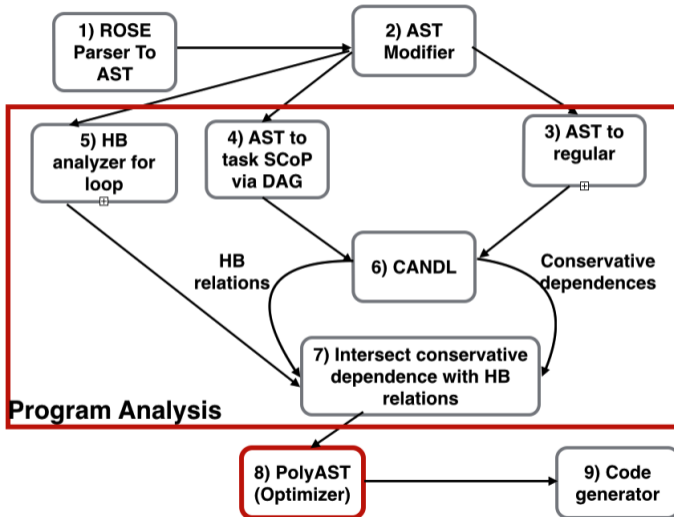 1) ROSE
Parser To
AST
2) AST
Modifier
5) HB
analyzer for
loop
4) AST to
task SCoP
via DAG
3) AST to
regular
HB
relations
6) CANDL
Conservative
dependences
7) Intersect conservative
dependence with HB
relations
Program Analysis
8) PolyAST
(Optimizer)
9) Code
generator